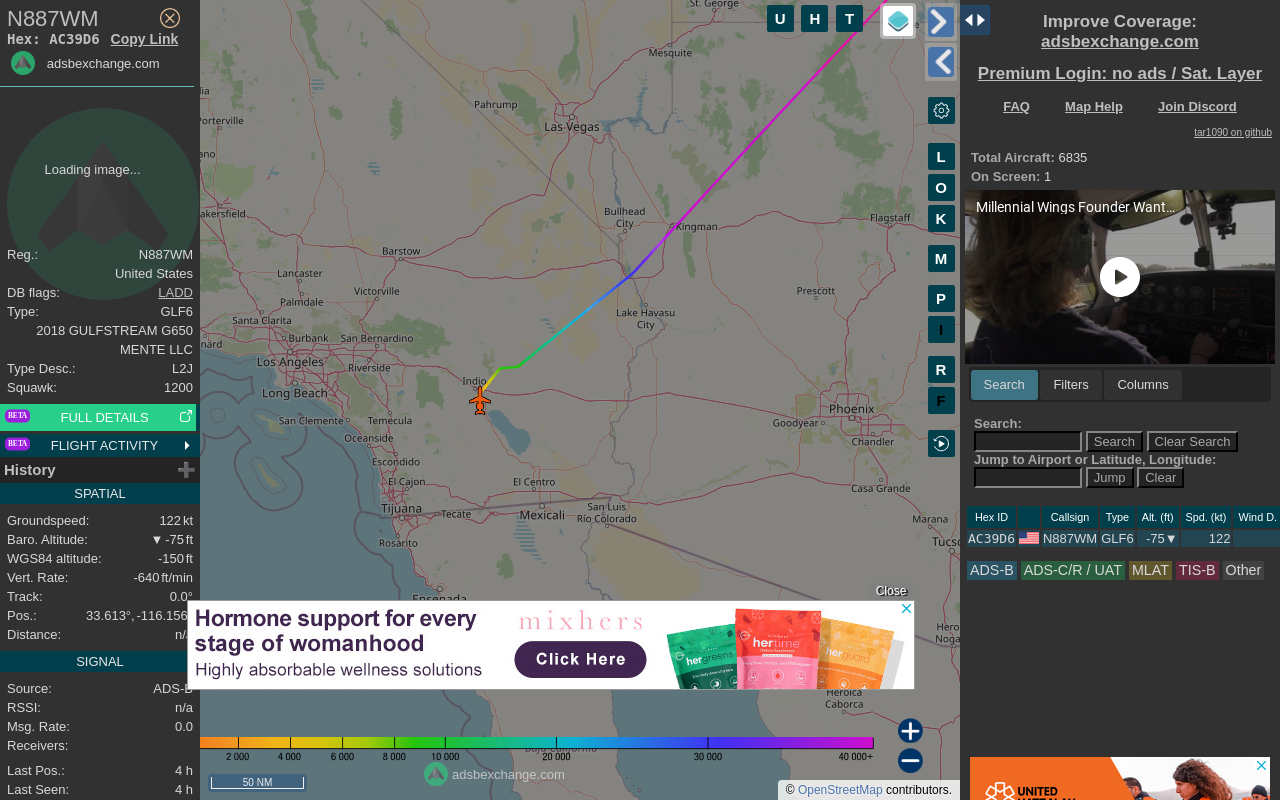 N887WM
Hex: AC39D6 Copy Link
adsbexchange.com
Loading image...
Reg.: N887WM
United States
DB flags: LADD
Type: GLF6
2018 GULFSTREAM G650
MENTE LLC
Type Desc.: L2J
Squawk: 1200
BETA FULL DETAILS
BETA FLIGHT ACTIVITY
History
SPATIAL
Groundspeed: 122 kt
Baro. Altitude: ▼ -75 ft
WGS84 altitude: -150 ft
Vert. Rate: -640 ft/min
Track: 0.0°
Pos.: 33.613°, -116.156
Distance: n/a
SIGNAL
Source: ADS-B
RSSI: n/a
Msg. Rate: 0.0
Receivers:
Last Pos.: 4 h
Last Seen: 4 h
St. George
Mesquite
Pahrump
Las Vegas
lia
Porterville
ano
akersfield
Bullhead
City
Kingman
Flagstaff
Barstow
Lancaster
Victorville
Palmdale
Prescott
Santa Clarita
Lake Havasu
City
nard
Burbank
San Bernardino
Los Angeles
Riverside
Indio
Long Beach
Phoenix
San Clemente
Temecula
Goodyear
Oceanside
Chandler
Escondido
El Cajon
El Centro
Casa Grande
Tijuana
Tecate
Mexicali
San Luis
Río Colorado
Marana
Rosarito
Tucso
Ensenada
Hero
Noga
Heroica
Caborca
Baja California
U H T
L
O
K
M
P
I
R
F
Close
Hormone support for every
stage of womanhood
Highly absorbable wellness solutions
mixhers
Click Here
hergreens
hertime
herguard
2 000 4 000 6 000 8 000 10 000 20 000 30 000 40 000+
50 NM
adsbexchange.com
© OpenStreetMap contributors.
Improve Coverage:
adsbexchange.com
Premium Login: no ads / Sat. Layer
FAQ Map Help Join Discord
tar1090 on github
Total Aircraft: 6835
On Screen: 1
Millennial Wings Founder Want...
Search Filters Columns
Search:
Search Clear Search
Jump to Airport or Latitude, Longitude:
Jump Clear
Hex ID Callsign Type Alt. (ft) Spd. (kt) Wind D.
AC39D6 N887WM GLF6 -75▼ 122
ADS-B ADS-C/R / UAT MLAT TIS-B Other
UNITED